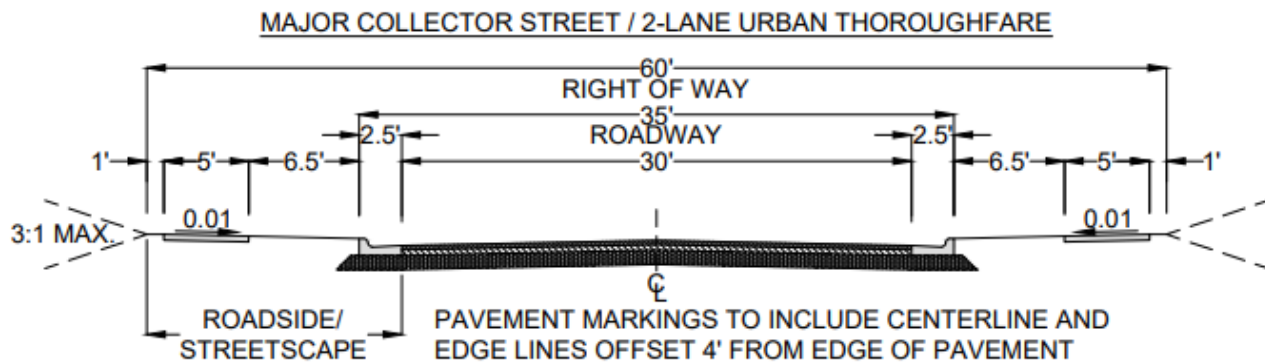 MAJOR COLLECTOR STREET / 2-LANE URBAN THOROUGHFARE
60'
RIGHT OF WAY
35'
2.5' ROADWAY 2.5'
1' 5' 6.5' 30' 6.5' 5' 1'
0.01 0.01
3:1 MAX.
℄
ROADSIDE/ PAVEMENT MARKINGS TO INCLUDE CENTERLINE AND
STREETSCAPE EDGE LINES OFFSET 4' FROM EDGE OF PAVEMENT